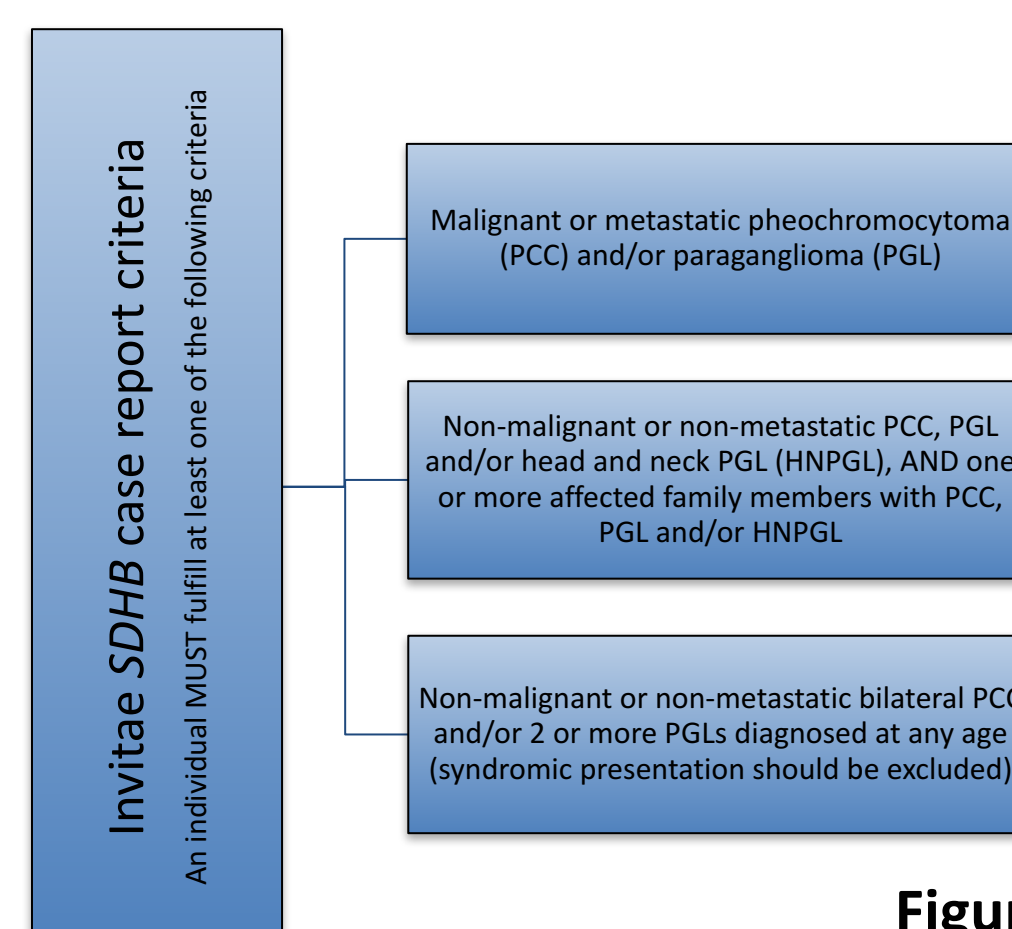 Invitae SDHB case report criteria
An individual MUST fulfill at least one of the following criteria
Malignant or metastatic pheochromocytoma
(PCC) and/or paraganglioma (PGL)
Non-malignant or non-metastatic PCC, PGL
and/or head and neck PGL (HNPGL), AND one
or more affected family members with PCC,
PGL and/or HNPGL
Non-malignant or non-metastatic bilateral PCC
and/or 2 or more PGLs diagnosed at any age
(syndromic presentation should be excluded)